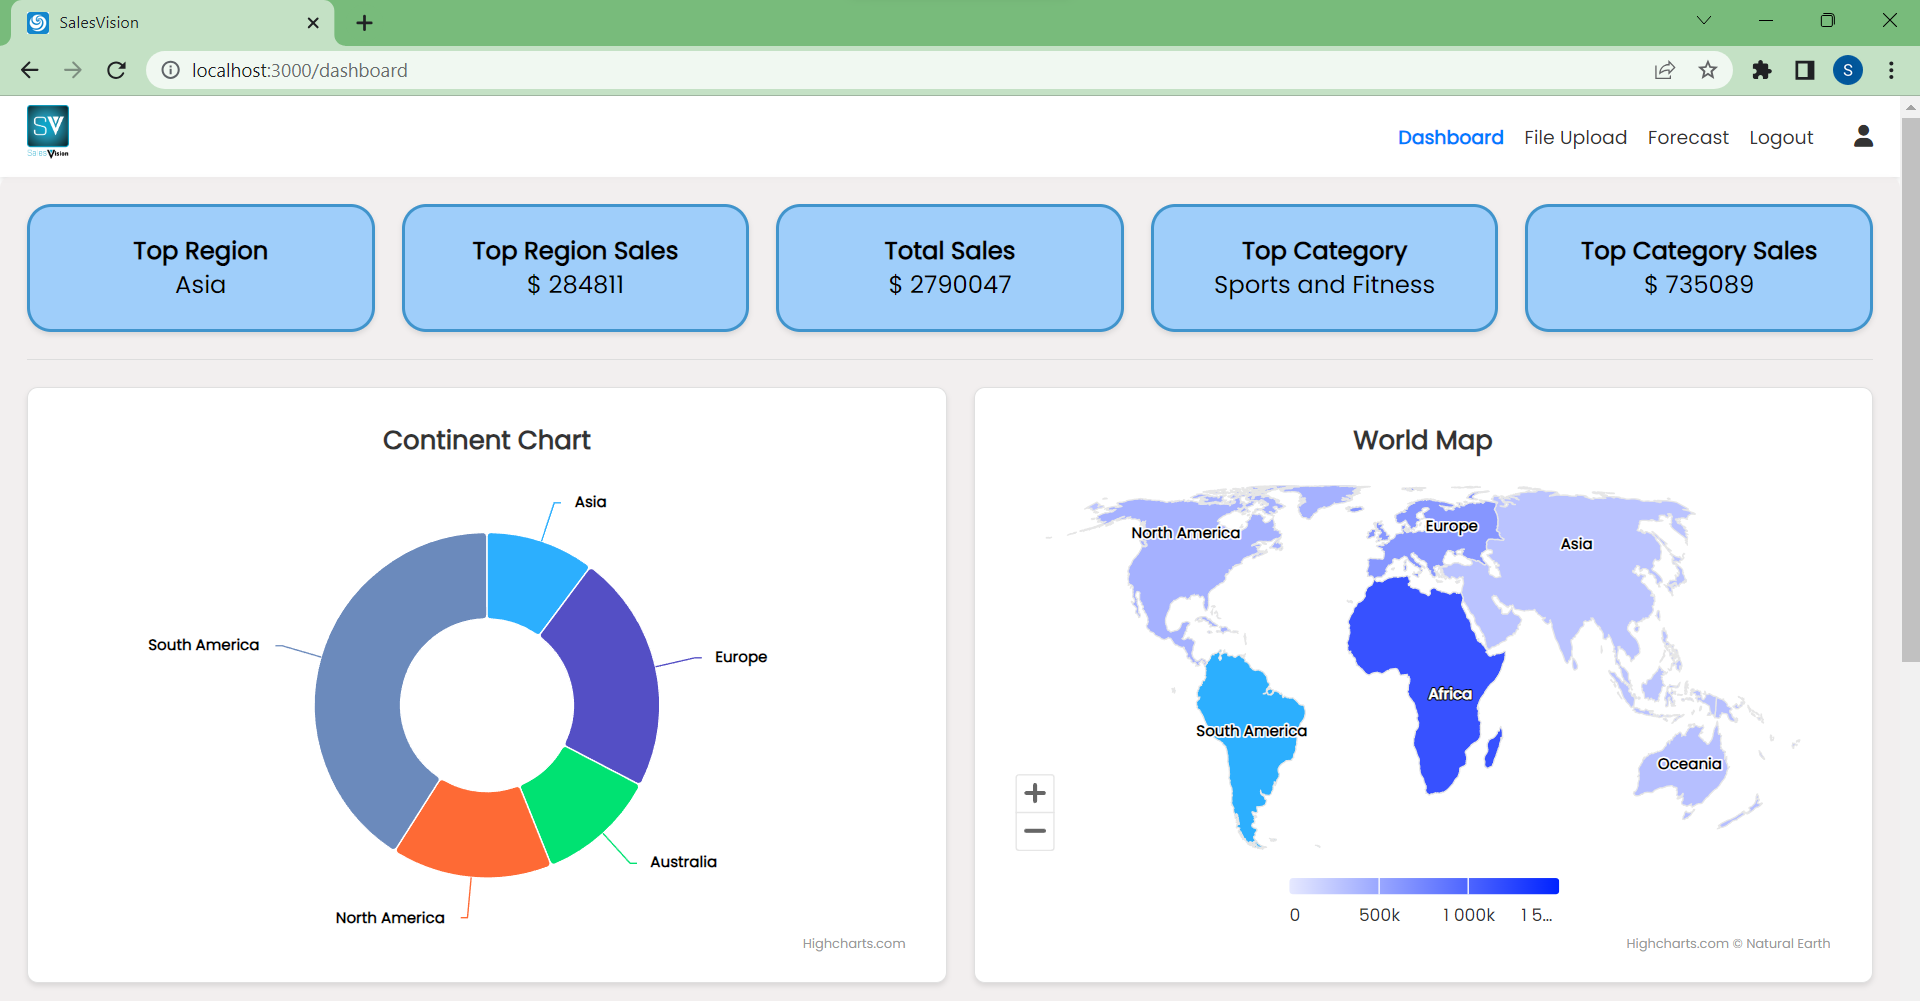 SalesVision
localhost:3000/dashboard
S
SV
SalesVision
Dashboard File Upload Forecast Logout
Top Region
Asia
Top Region Sales
$ 284811
Total Sales
$ 2790047
Top Category
Sports and Fitness
Top Category Sales
$ 735089
Continent Chart
Asia
South America
Europe
Australia
North America
Highcharts.com
World Map
North America
Europe
Asia
Africa
South America
Oceania
0 500k 1 000k 1 5...
Highcharts.com © Natural Earth